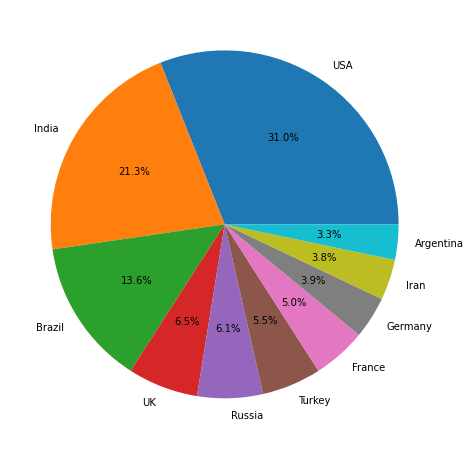 USA
31.0%
India
21.3%
Brazil
13.6%
UK
6.5%
Russia
6.1%
Turkey
5.5%
France
5.0%
Germany
3.9%
Iran
3.8%
Argentina
3.3%